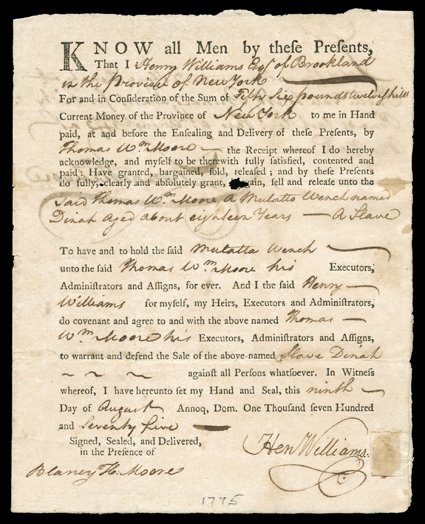 KNOW all Men by theſe Preſents,
That I Henry Williams Esqr of Brookland
in the Province of New York
For and in Conſideration of the Sum of Fifty Six pounds twelve shills
Current Money of the Province of New York to me in Hand
paid, at and before the Enſealing and Delivery of theſe Preſents, by
Thomas Wm Moore — the Receipt whereof I do hereby
acknowledge, and myſelf to be therewith fully ſatisfied, contented and
paid: Have granted, bargained, ſold, releaſed; and by theſe Preſents
do fully, clearly and abſolutely grant, ſell and releaſe unto the
Said Thomas Wm Moore, A Mulatta Wench named
Dinah Aged about eighteen Years — A Slave
To have and to hold the ſaid Mulatta Wench —
unto the ſaid Thomas Wm Moore his Executors,
Adminiſtrators and Aſſigns, for ever. And I the ſaid Henry —
Williams for myſelf, my Heirs, Executors and Adminiſtrators,
do covenant and agree to and with the above named Thomas —
Wm Moore his Executors, Adminiſtrators and Aſſigns,
to warrant and defend the Sale of the above-named Slave Dinah
~ ~ ~ againſt all Perſons whatſoever. In Witneſs
whereof, I have hereunto ſet my Hand and Seal, this ninth —
Day of August Annoq, Dom. One Thouſand ſeven Hundred
and Seventy five —
Signed, Sealed, and Delivered,
in the Preſence of
Hen Williams
Blaney H. Moore
1775